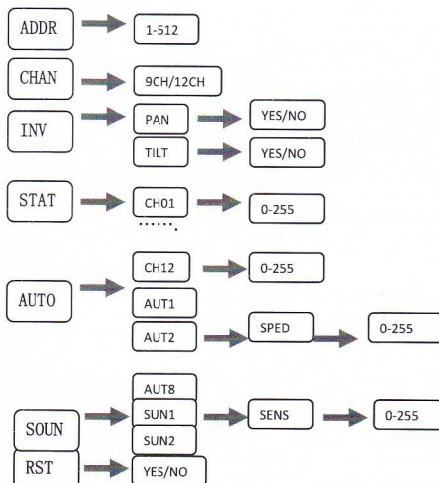 ADDR 1-512
CHAN 9CH/12CH
INV PAN YES/NO
TILT YES/NO
STAT CH01 0-255
......
CH12 0-255
AUTO AUT1
AUT2 SPED 0-255
AUT8
SOUN SUN1 SENS 0-255
SUN2
RST YES/NO